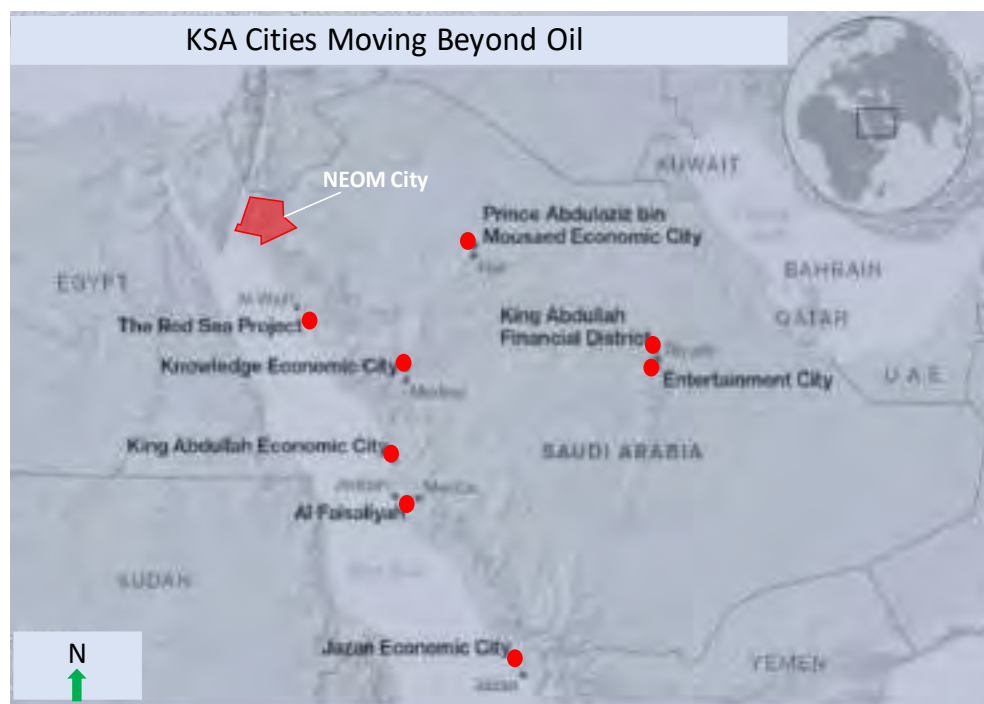 KSA Cities Moving Beyond Oil
KUWAIT
NEOM City
Prince Abdulaziz bin
Mousaed Economic City
Hail
BAHRAIN
EGYPT
Al Wajh
The Red Sea Project
King Abdullah
Financial District
QATAR
Riyadh
Knowledge Economic City
Medina
Entertainment City
U A E
King Abdullah Economic City
SAUDI ARABIA
Jeddah
Mecca
Al Faisaliyah
SUDAN
Red Sea
N
Jazan Economic City
YEMEN
Jazan